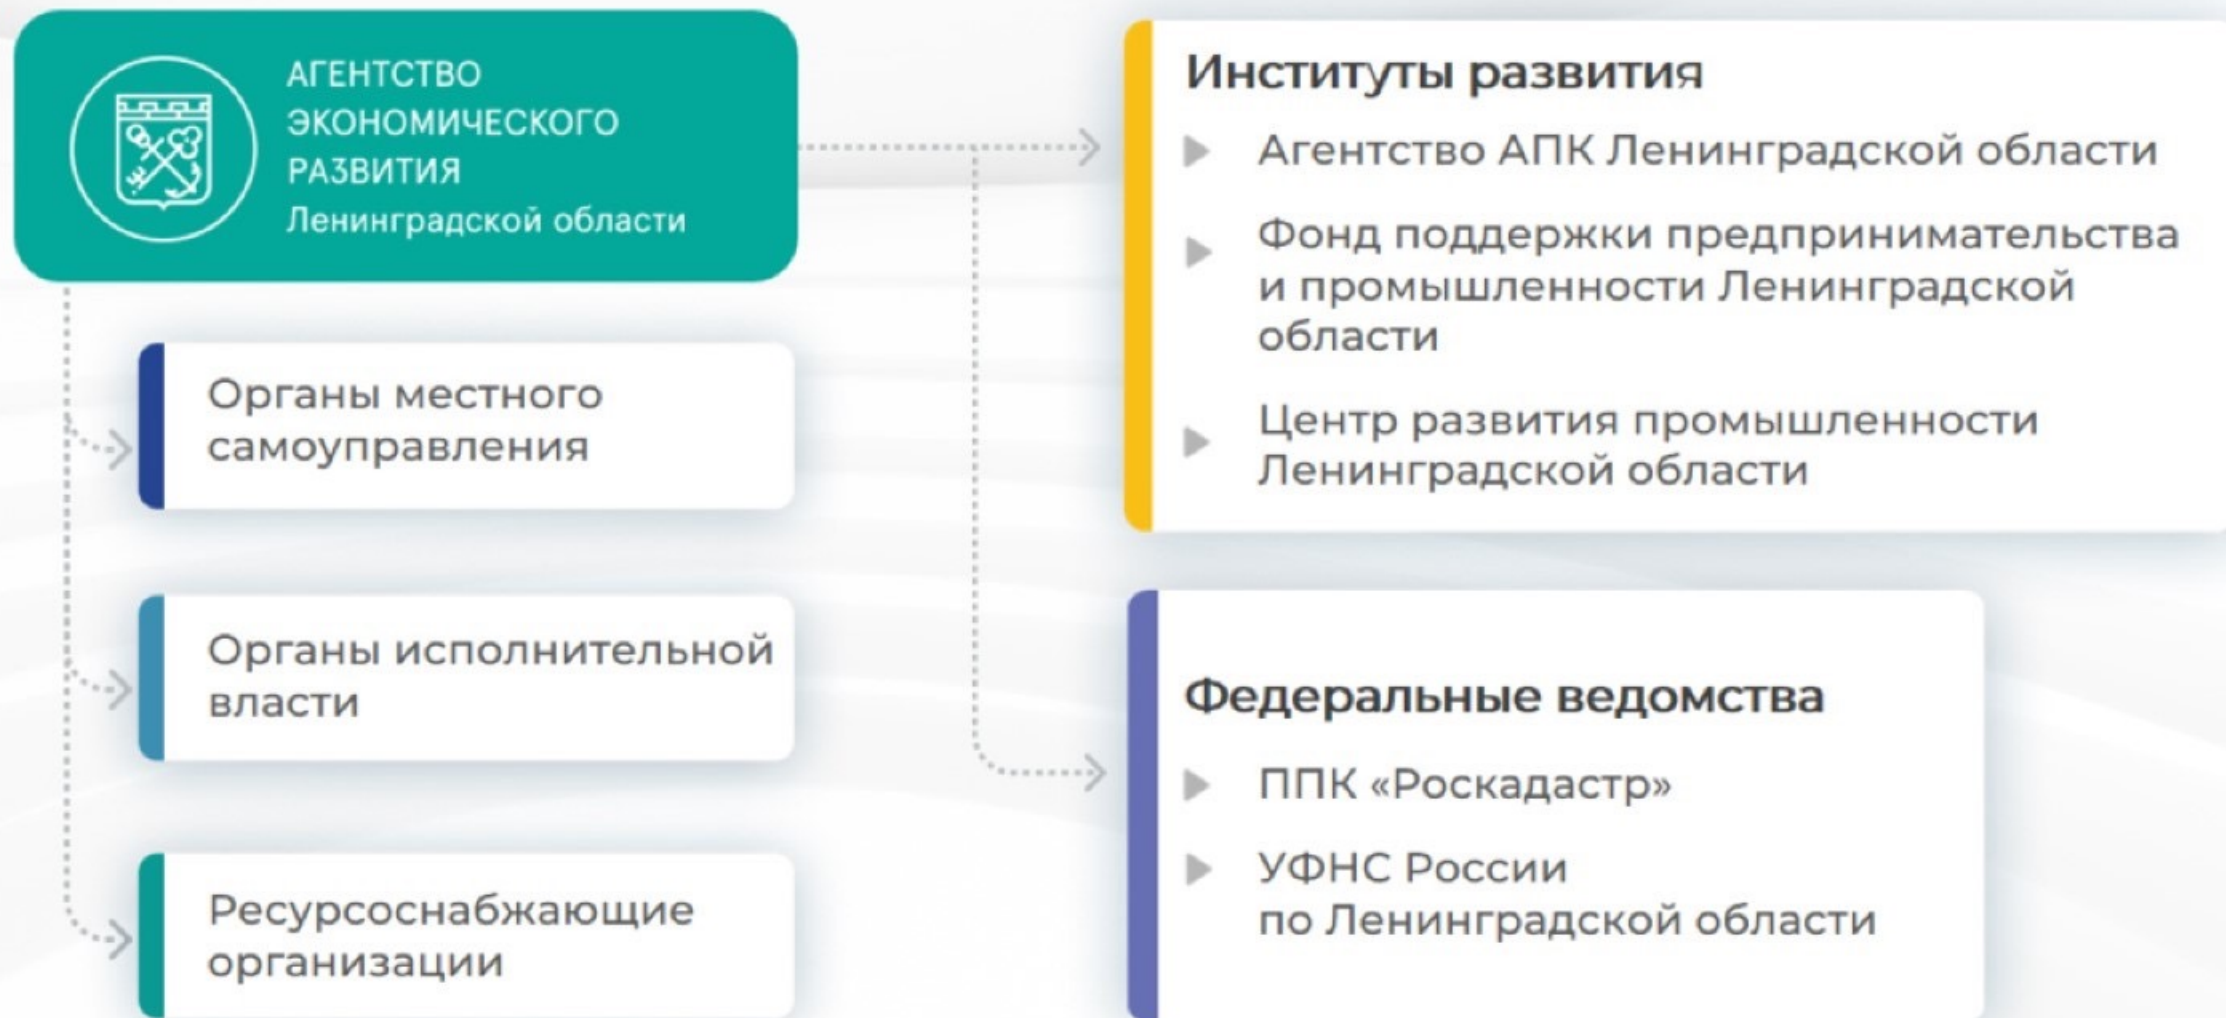 АГЕНТСТВО
ЭКОНОМИЧЕСКОГО
РАЗВИТИЯ
Ленинградской области
Органы местного
самоуправления
Органы исполнительной
власти
Ресурсоснабжающие
организации
Институты развития
Агентство АПК Ленинградской области
Фонд поддержки предпринимательства
и промышленности Ленинградской
области
Центр развития промышленности
Ленинградской области
Федеральные ведомства
ППК «Роскадастр»
УФНС России
по Ленинградской области